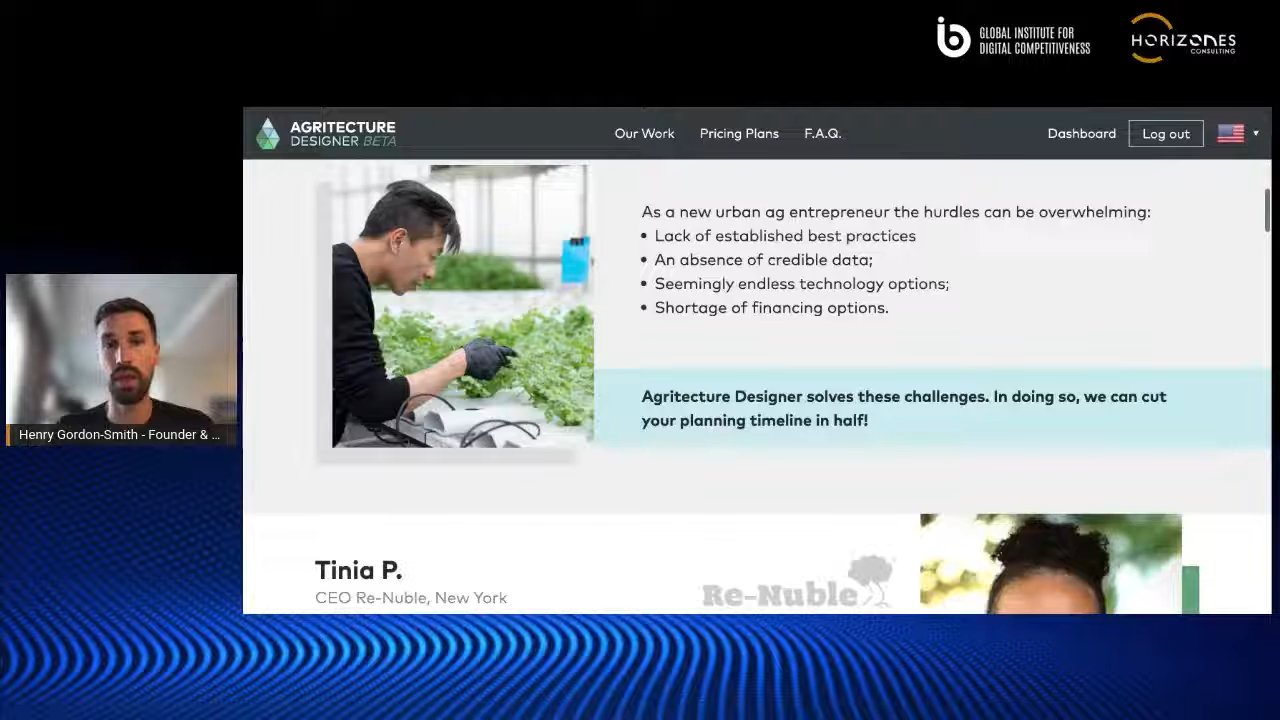 GLOBAL INSTITUTE FOR
DIGITAL COMPETITIVENESS
HORIZONES
CONSULTING
AGRITECTURE
DESIGNER BETA
Our Work
Pricing Plans
F.A.Q.
Dashboard
Log out
As a new urban ag entrepreneur the hurdles can be overwhelming:
• Lack of established best practices
• An absence of credible data;
• Seemingly endless technology options;
• Shortage of financing options.
Agritecture Designer solves these challenges. In doing so, we can cut
your planning timeline in half!
Henry Gordon-Smith - Founder & ...
Tinia P.
CEO Re-Nuble, New York
Re-Nuble